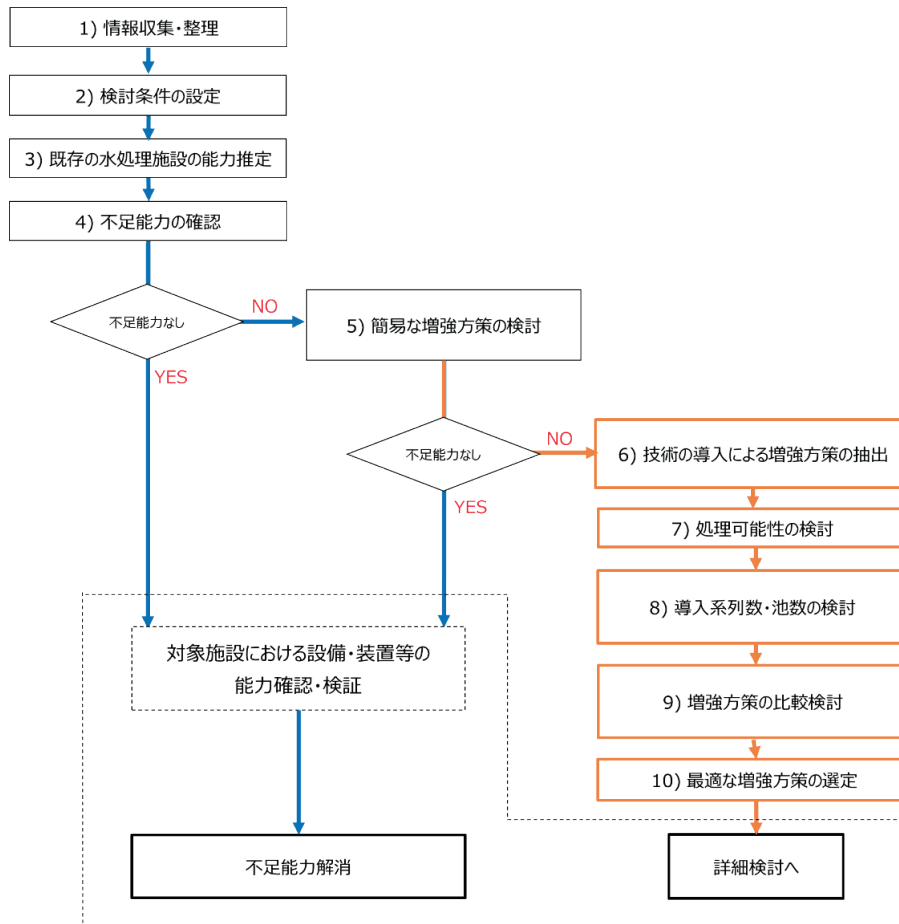 1) 情報収集・整理
2) 検討条件の設定
3) 既存の水処理施設の能力推定
4) 不足能力の確認
不足能力なし
NO
YES
5) 簡易な増強方策の検討
不足能力なし
NO
YES
6) 技術の導入による増強方策の抽出
7) 処理可能性の検討
8) 導入系列数・池数の検討
9) 増強方策の比較検討
10) 最適な増強方策の選定
対象施設における設備・装置等の
能力確認・検証
不足能力解消
詳細検討へ